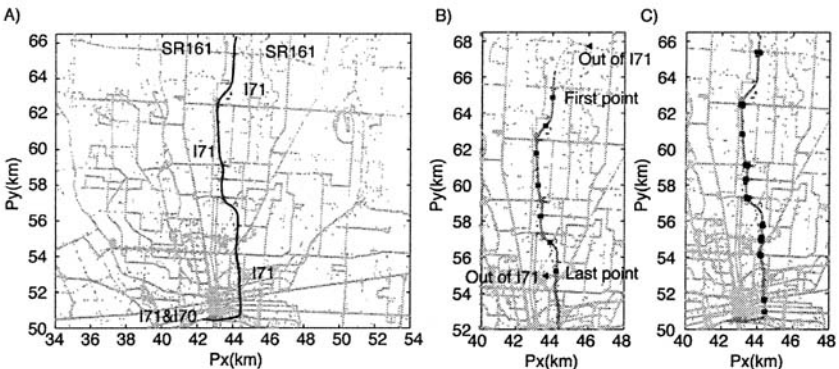 A)
66
64
62
60
58
56
54
52
50
Py(km)
34 36 38 40 42 44 46 48 50 52 54
Px(km)
SR161 SR161
I71
I71
I71
I71&I70
B)
68
66
64
62
60
58
56
54
52
Py(km)
40 42 44 46 48
Px(km)
Out of I71
First point
Out of I71 Last point
C)
66
64
62
60
58
56
54
52
50
Py(km)
40 42 44 46 48
Px(km)